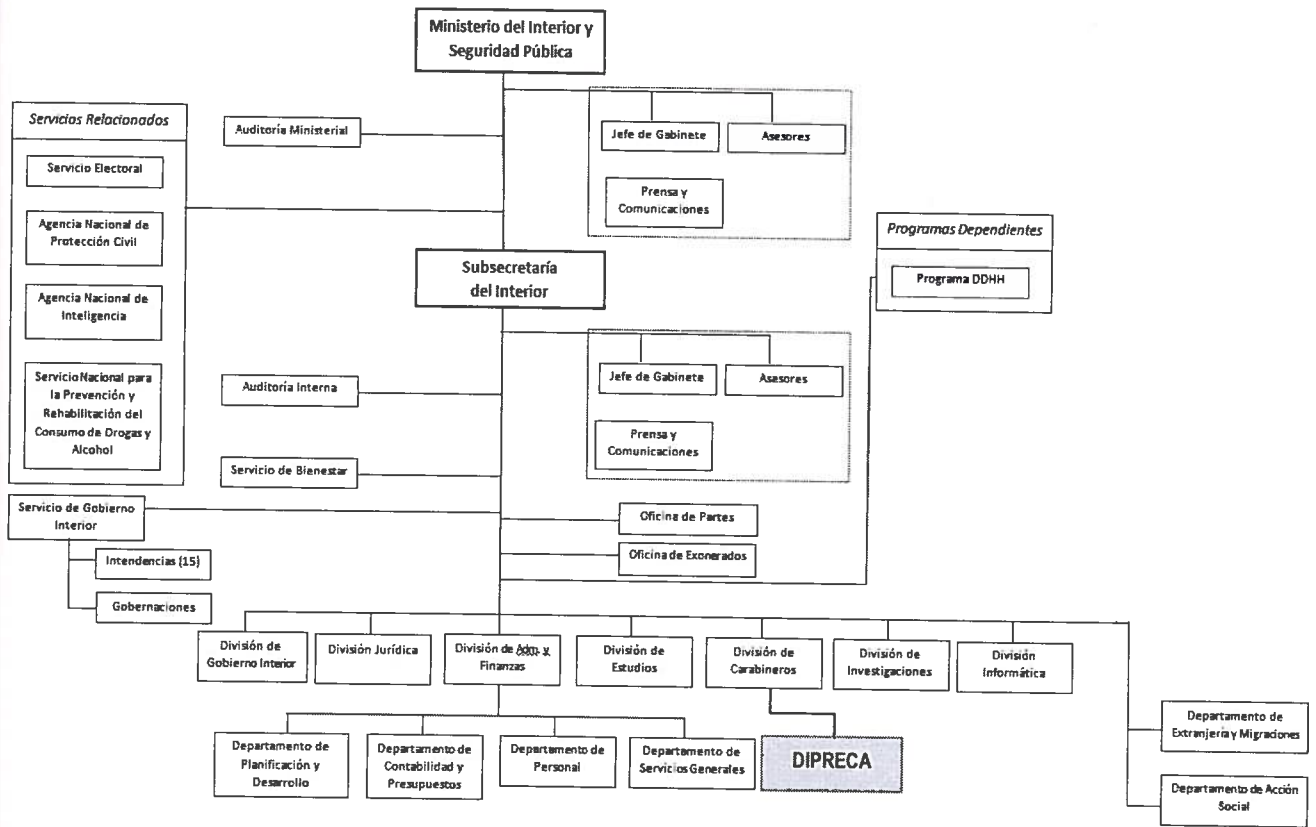 Ministerio del Interior y
Seguridad Pública
Servicios Relacionados
Servicio Electoral
Agencia Nacional de
Protección Civil
Agencia Nacional de
Inteligencia
Servicio Nacional para
la Prevención y
Rehabilitación del
Consumo de Drogas y
Alcohol
Auditoría Ministerial
Jefe de Gabinete
Asesores
Prensa y
Comunicaciones
Programas Dependientes
Programa DDHH
Subsecretaría
del Interior
Auditoría Interna
Jefe de Gabinete
Asesores
Prensa y
Comunicaciones
Servicio de Bienestar
Servicio de Gobierno
Interior
Intendencias (15)
Gobernaciones
Oficina de Partes
Oficina de Exonerados
División de
Gobierno Interior
División Jurídica
División de Adm. y
Finanzas
División de
Estudios
División de
Carabineros
División de
Investigaciones
División
Informática
Departamento de
Planificación y
Desarrollo
Departamento de
Contabilidad y
Presupuestos
Departamento de
Personal
Departamento de
Servicios Generales
DIPRECA
Departamento de
Extranjería y Migraciones
Departamento de Acción
Social